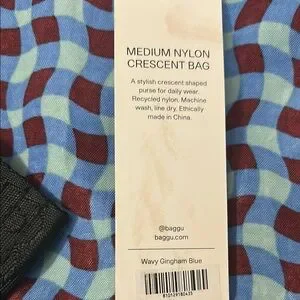 MEDIUM NYLON
CRESCENT BAG
A stylish crescent shaped
purse for daily wear.
Recycled nylon. Machine
wash, line dry. Ethically
made in China.
@baggu
baggu.com
Wavy Gingham Blue